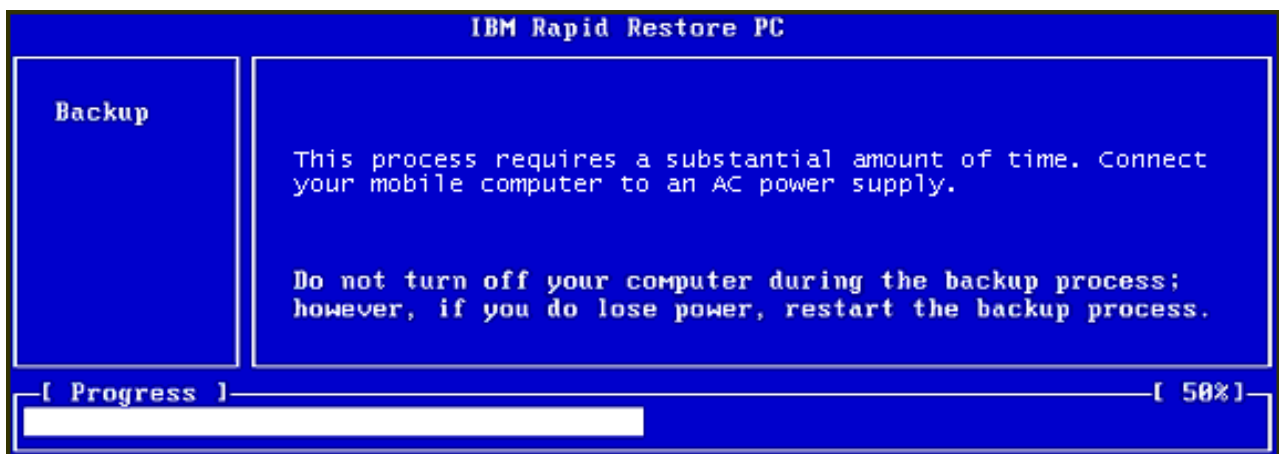 IBM Rapid Restore PC
Backup
This process requires a substantial amount of time. Connect
your mobile computer to an AC power supply.
Do not turn off your computer during the backup process;
however, if you do lose power, restart the backup process.
[ Progress ]
[ 50%]